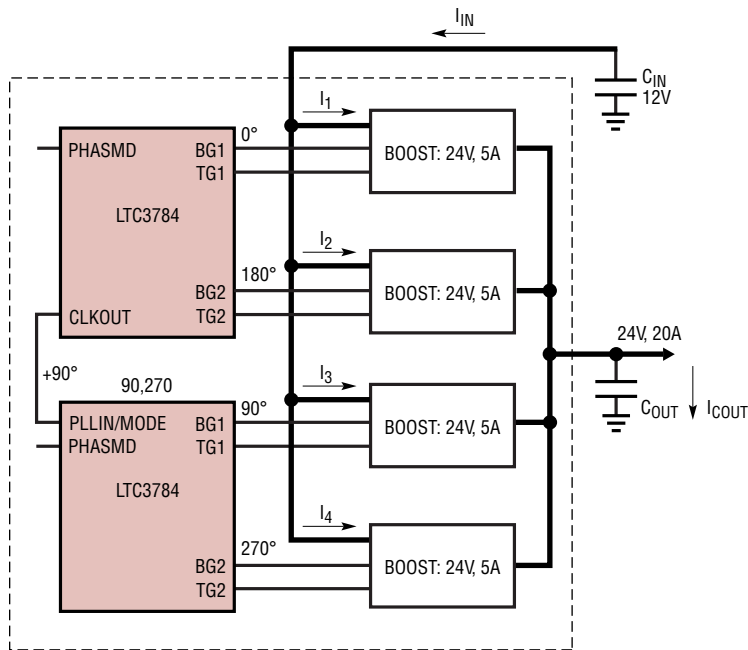 I_IN
C_IN
12V
I_1
0°
PHASMD
BG1
TG1
BOOST: 24V, 5A
LTC3784
I_2
180°
BG2
TG2
BOOST: 24V, 5A
CLKOUT
24V, 20A
+90°
90,270
I_3
90°
C_OUT
I_COUT
PLLIN/MODE
BG1
BOOST: 24V, 5A
PHASMD
TG1
LTC3784
I_4
270°
BG2
TG2
BOOST: 24V, 5A